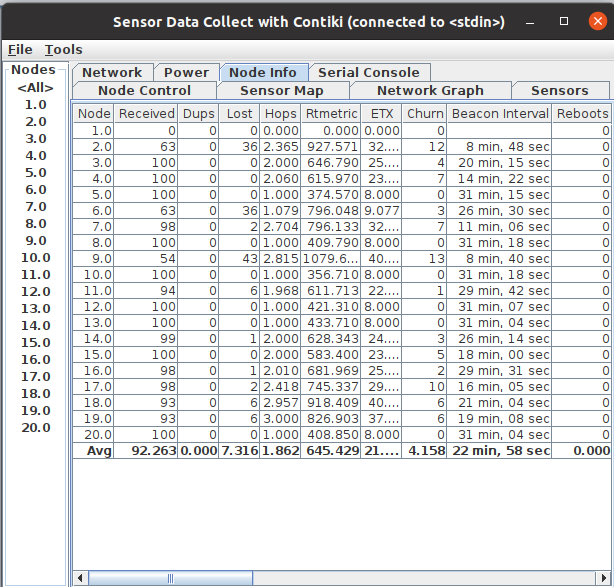 Sensor Data Collect with Contiki (connected to <stdin>)
File Tools
Nodes
<All>
1.0
2.0
3.0
4.0
5.0
6.0
7.0
8.0
9.0
10.0
11.0
12.0
13.0
14.0
15.0
16.0
17.0
18.0
19.0
20.0
Network Power Node Info Serial Console
Node Control Sensor Map Network Graph Sensors
Node Received Dups Lost Hops Rtmetric ETX Churn Beacon Interval Reboots
1.0 0 0 0 0.000 0.000 0.000 0 0
2.0 63 0 36 2.365 927.571 32.... 12 8 min, 48 sec 0
3.0 100 0 0 2.000 646.790 25.... 4 20 min, 15 sec 0
4.0 100 0 0 2.060 615.970 23.... 7 14 min, 22 sec 0
5.0 100 0 0 1.000 374.570 8.000 0 31 min, 15 sec 0
6.0 63 0 36 1.079 796.048 9.077 3 26 min, 30 sec 0
7.0 98 0 2 2.704 796.133 32.... 7 11 min, 06 sec 0
8.0 100 0 0 1.000 409.790 8.000 0 31 min, 18 sec 0
9.0 54 0 43 2.815 1079.6... 40.... 13 8 min, 40 sec 0
10.0 100 0 0 1.000 356.710 8.000 0 31 min, 18 sec 0
11.0 94 0 6 1.968 611.713 22.... 1 29 min, 42 sec 0
12.0 100 0 0 1.000 421.310 8.000 0 31 min, 07 sec 0
13.0 100 0 0 1.000 433.710 8.000 0 31 min, 04 sec 0
14.0 99 0 1 2.000 628.343 24.... 3 26 min, 14 sec 0
15.0 100 0 0 2.000 583.400 23.... 5 18 min, 00 sec 0
16.0 98 0 1 2.010 681.969 25.... 2 29 min, 31 sec 0
17.0 98 0 2 2.418 745.337 29.... 10 16 min, 05 sec 0
18.0 93 0 6 2.957 918.409 40.... 6 21 min, 04 sec 0
19.0 93 0 6 3.000 826.903 37.... 6 19 min, 08 sec 0
20.0 100 0 0 1.000 408.850 8.000 0 31 min, 04 sec 0
Avg 92.263 0.000 7.316 1.862 645.429 21.... 4.158 22 min, 58 sec 0.000